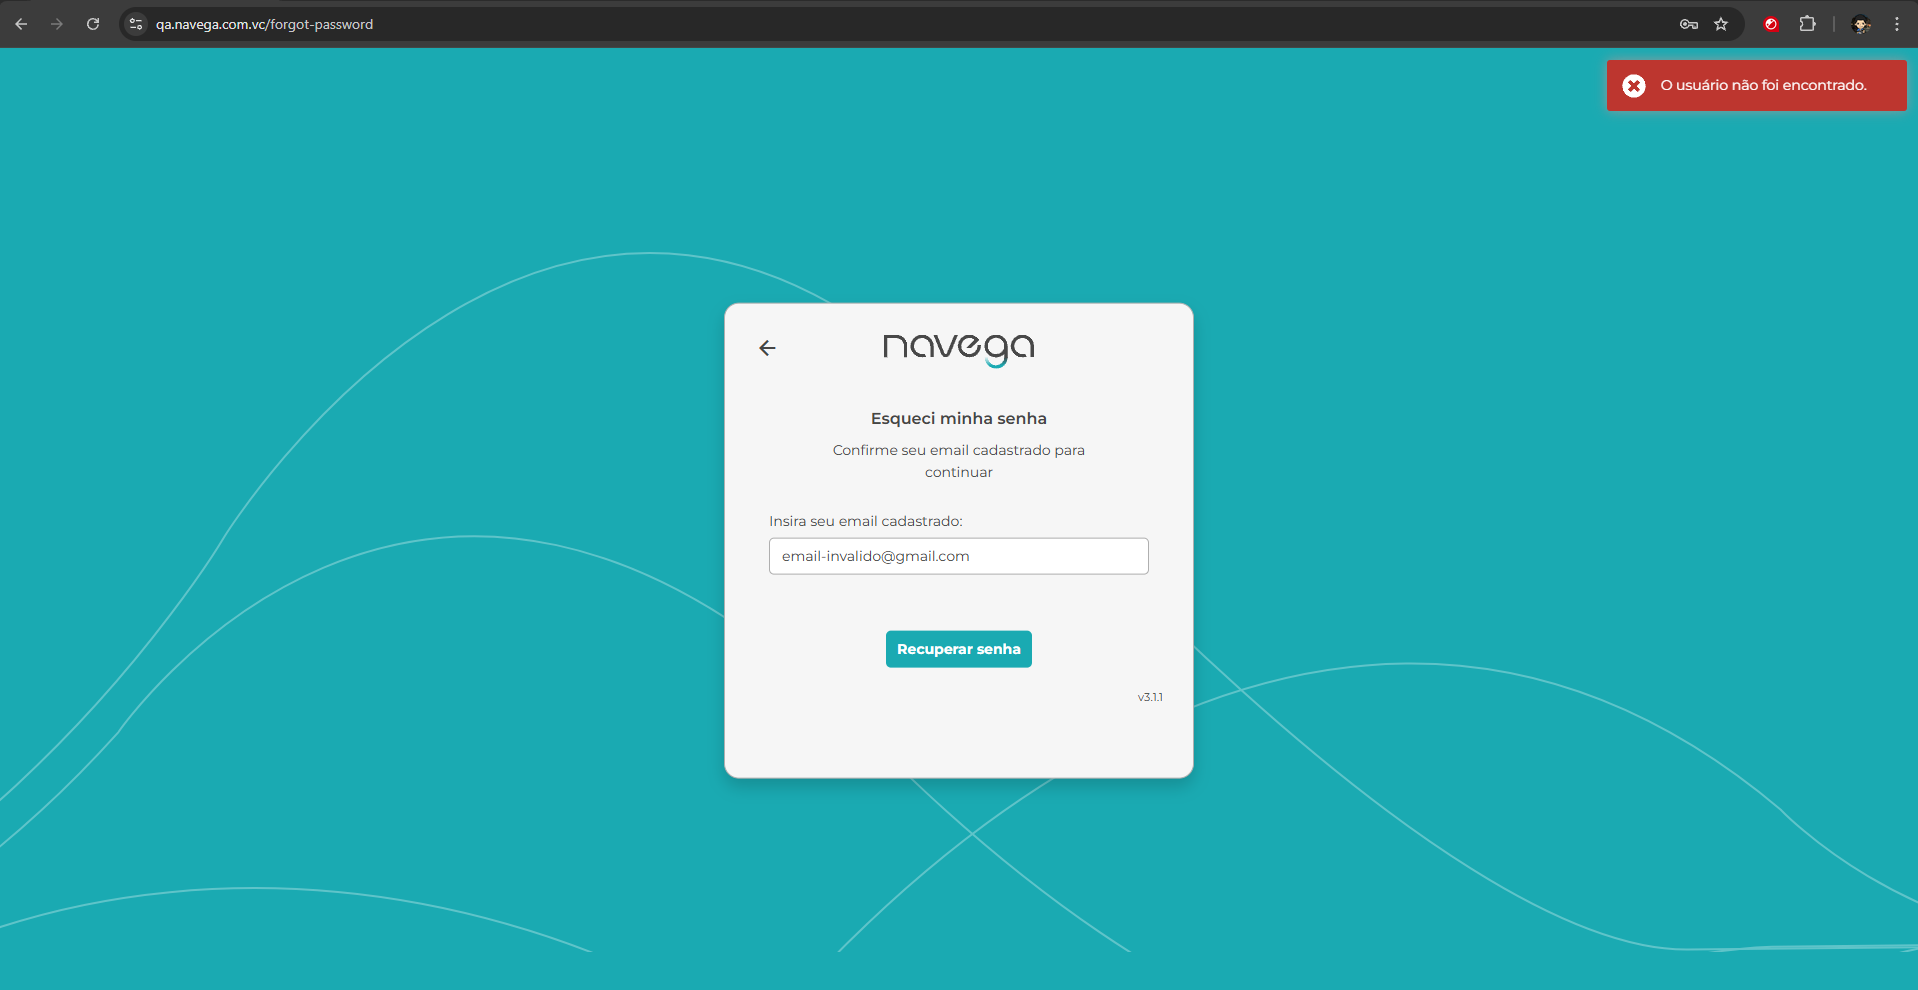 qa.navega.com.vc/forgot-password
O usuário não foi encontrado.
navega
Esqueci minha senha
Confirme seu email cadastrado para
continuar
Insira seu email cadastrado:
email-invalido@gmail.com
Recuperar senha
v3.1.1